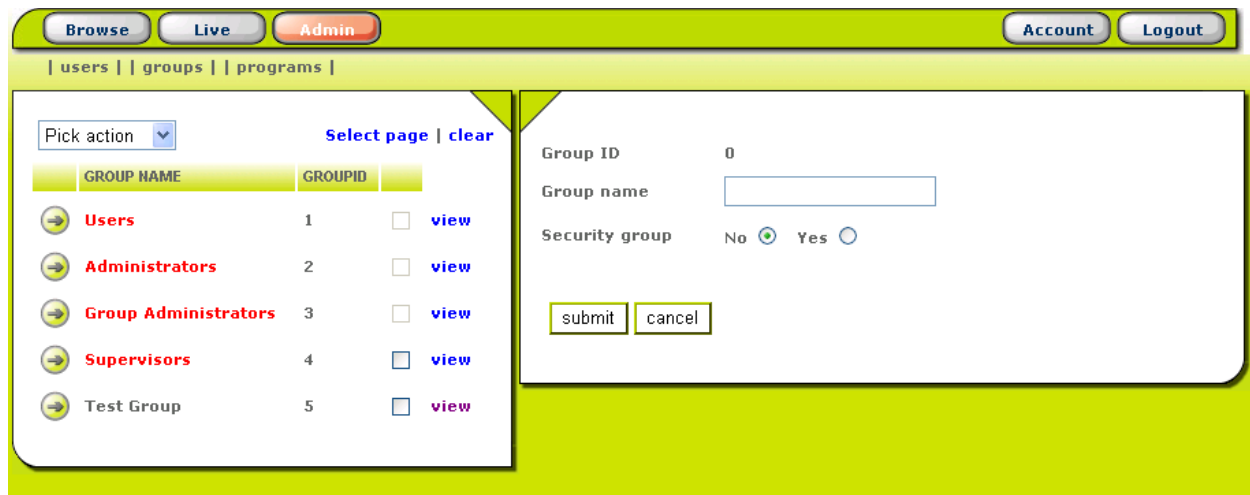 Browse Live Admin Account Logout
| users | | groups | | programs |
Pick action Select page | clear
GROUP NAME GROUPID
Users 1 view
Administrators 2 view
Group Administrators 3 view
Supervisors 4 view
Test Group 5 view
Group ID 0
Group name
Security group No Yes
submit cancel